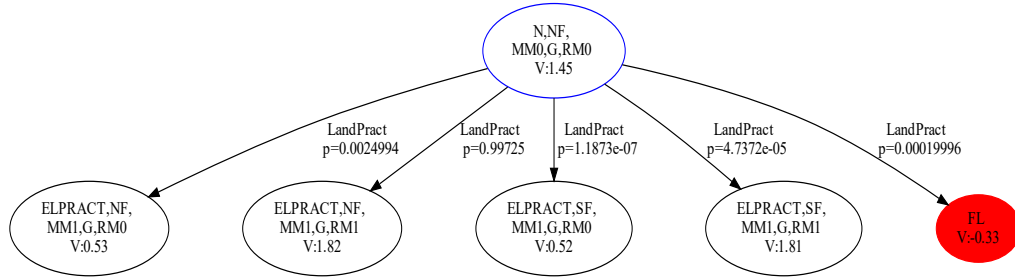 N,NF,
MM0,G,RM0
V:1.45
LandPract
p=0.0024994
LandPract
p=0.99725
LandPract
p=1.1873e-07
LandPract
p=4.7372e-05
LandPract
p=0.00019996
ELPRACT,NF,
MM1,G,RM0
V:0.53
ELPRACT,NF,
MM1,G,RM1
V:1.82
ELPRACT,SF,
MM1,G,RM0
V:0.52
ELPRACT,SF,
MM1,G,RM1
V:1.81
FL
V:-0.33